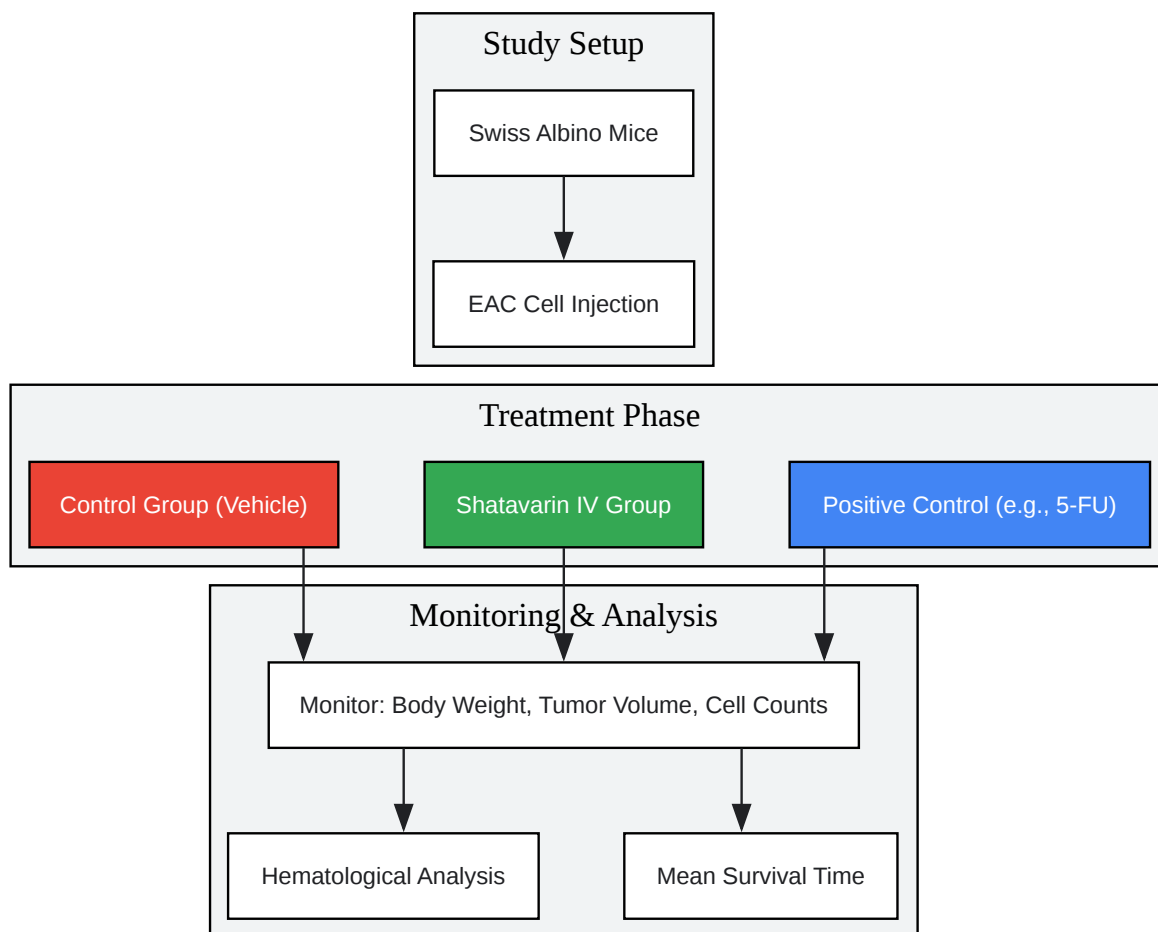 Study Setup
Swiss Albino Mice
EAC Cell Injection
Treatment Phase
Control Group (Vehicle)
Shatavarin IV Group
Positive Control (e.g., 5-FU)
Monitoring & Analysis
Monitor: Body Weight, Tumor Volume, Cell Counts
Hematological Analysis
Mean Survival Time